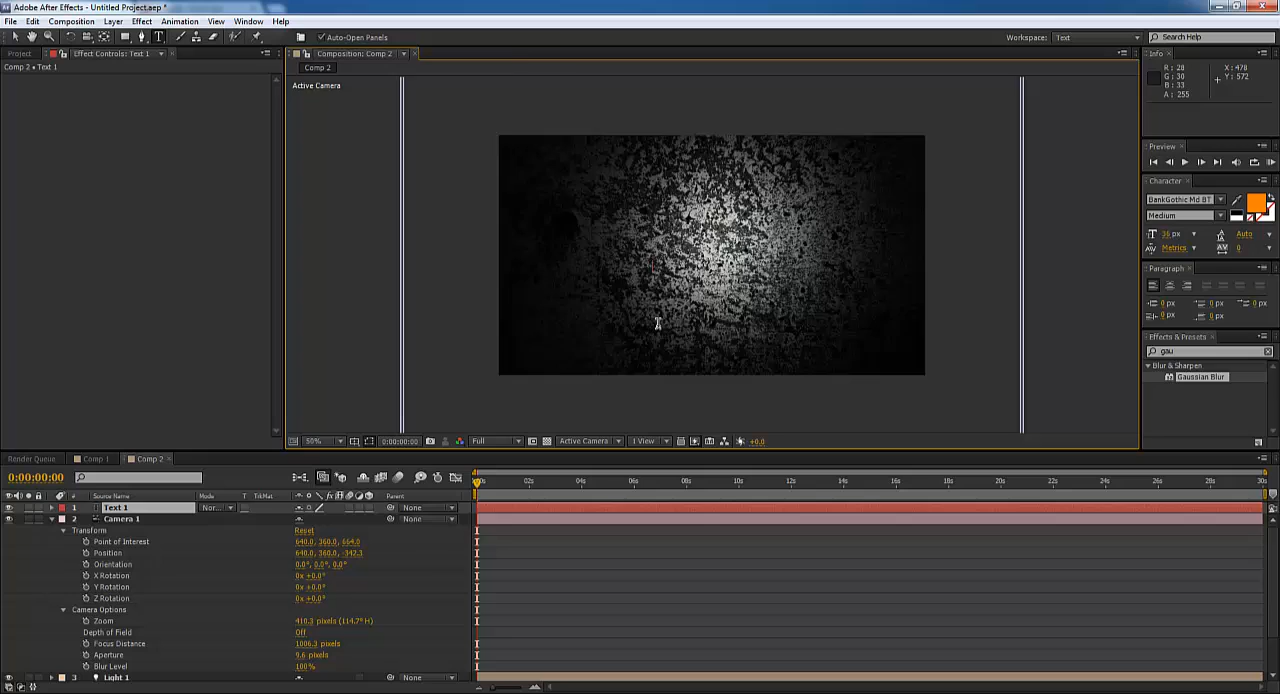 Adobe After Effects - Untitled Project.aep *
File Edit Composition Layer Effect Animation View Window Help
Auto-Open Panels
Workspace: Text
Search Help
Project
Effect Controls: Text 1
Comp 2 • Text 1
Composition: Comp 2
Comp 2
Active Camera
Info
R: 28
G: 30
B: 33
A: 255
X: 478
Y: 572
Preview
Character
BankGothic Md BT
Medium
36 px
Auto
Metrics
0
Paragraph
0 px 0 px 0 px
0 px 0 px
Effects & Presets
gau
Blur & Sharpen
Gaussian Blur
50%
0:00:00:00
Full
Active Camera
1 View
+0.0
Render Queue
Comp 1
Comp 2
0:00:00:00
# Source Name Mode T TrkMat Parent
02s 04s 06s 08s 10s 12s 14s 16s 18s 20s 22s 24s 26s 28s 30s
1 Text 1 Nor... None
2 Camera 1 None
Transform Reset
Point of Interest 640.0, 360.0, 664.0
Position 640.0, 360.0, -342.3
Orientation 0.0°, 0.0°, 0.0°
X Rotation 0x +0.0°
Y Rotation 0x +0.0°
Z Rotation 0x +0.0°
Camera Options
Zoom 410.3 pixels (114.7° H)
Depth of Field Off
Focus Distance 1006.3 pixels
Aperture 9.6 pixels
Blur Level 100%
3 Light 1 None